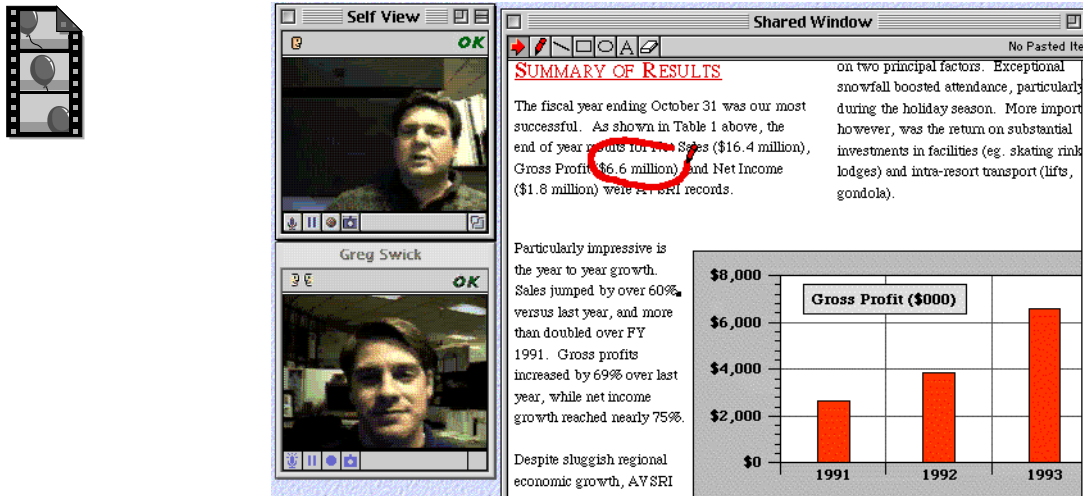 Self View
OK
Greg Swick
OK
Shared Window
A
No Pasted Ite
SUMMARY OF RESULTS
The fiscal year ending October 31 was our most
successful. As shown in Table 1 above, the
end of year results for Net Sales ($16.4 million),
Gross Profit ($6.6 million) and Net Income
($1.8 million) were AVSRI records.
Particularly impressive is
the year to year growth.
Sales jumped by over 60%
versus last year, and more
than doubled over FY
1991. Gross profits
increased by 69% over last
year, while net income
growth reached nearly 75%.
Despite sluggish regional
economic growth, AVSRI
on two principal factors. Exceptional
snowfall boosted attendance, particularly
during the holiday season. More import
however, was the return on substantial
investments in facilities (eg. skating rink
lodges) and intra-resort transport (lifts,
gondola).
Gross Profit ($000)
$8,000
$6,000
$4,000
$2,000
$0
1991 1992 1993